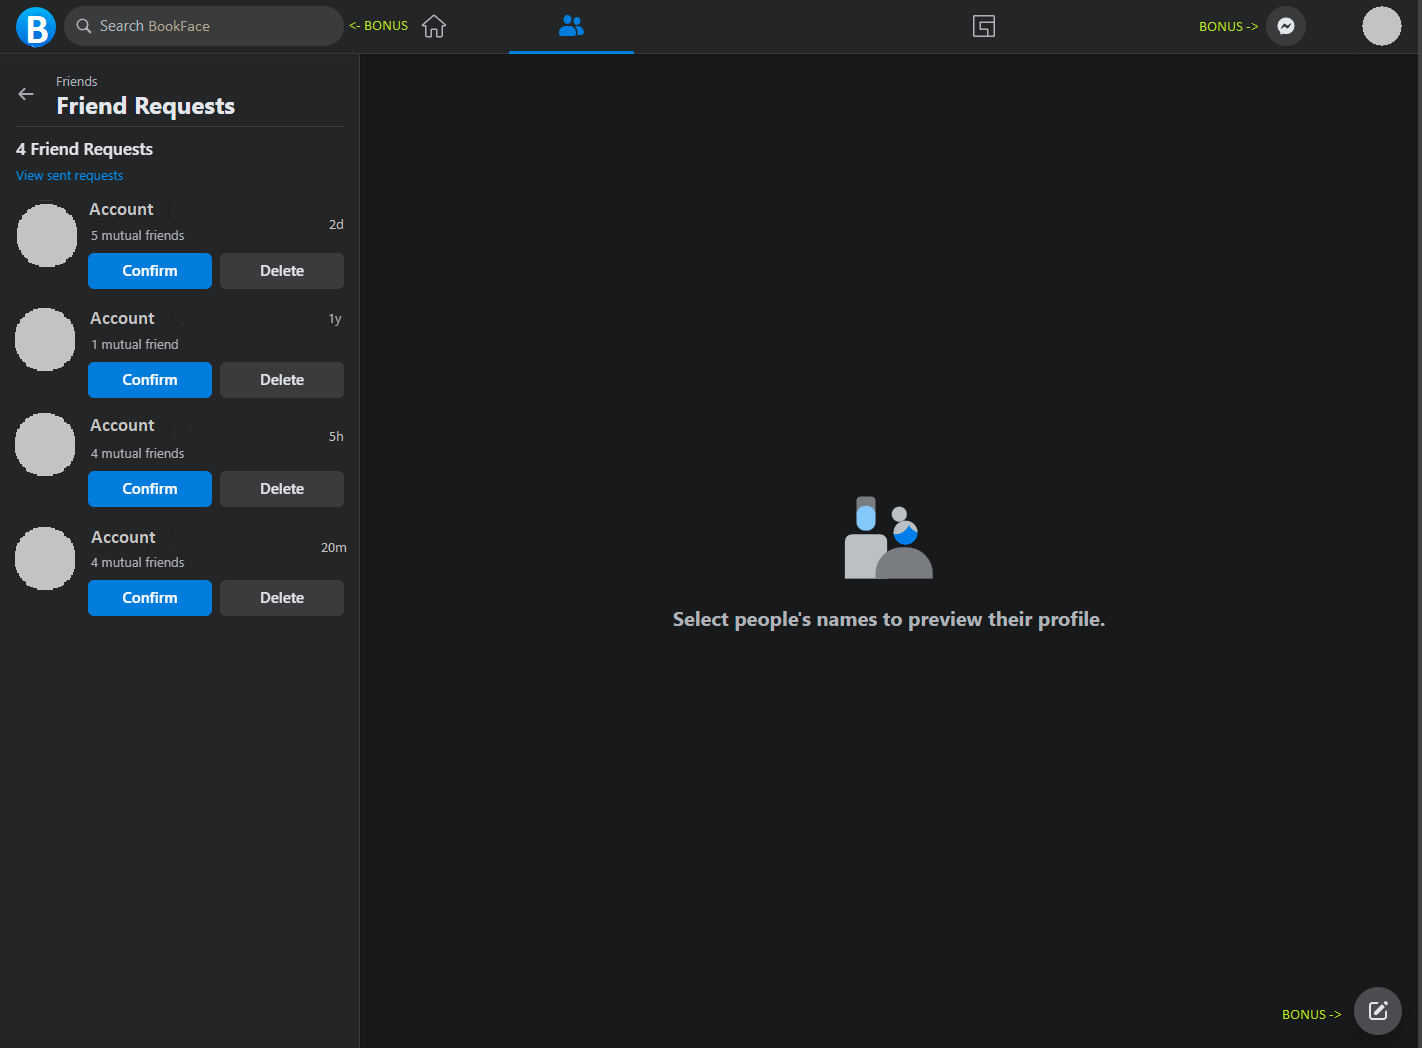 B
Search BookFace
<- BONUS
BONUS ->
Friends
Friend Requests
4 Friend Requests
View sent requests
Account
5 mutual friends
2d
Confirm
Delete
Account
1 mutual friend
1y
Confirm
Delete
Account
4 mutual friends
5h
Confirm
Delete
Account
4 mutual friends
20m
Confirm
Delete
Select people's names to preview their profile.
BONUS ->